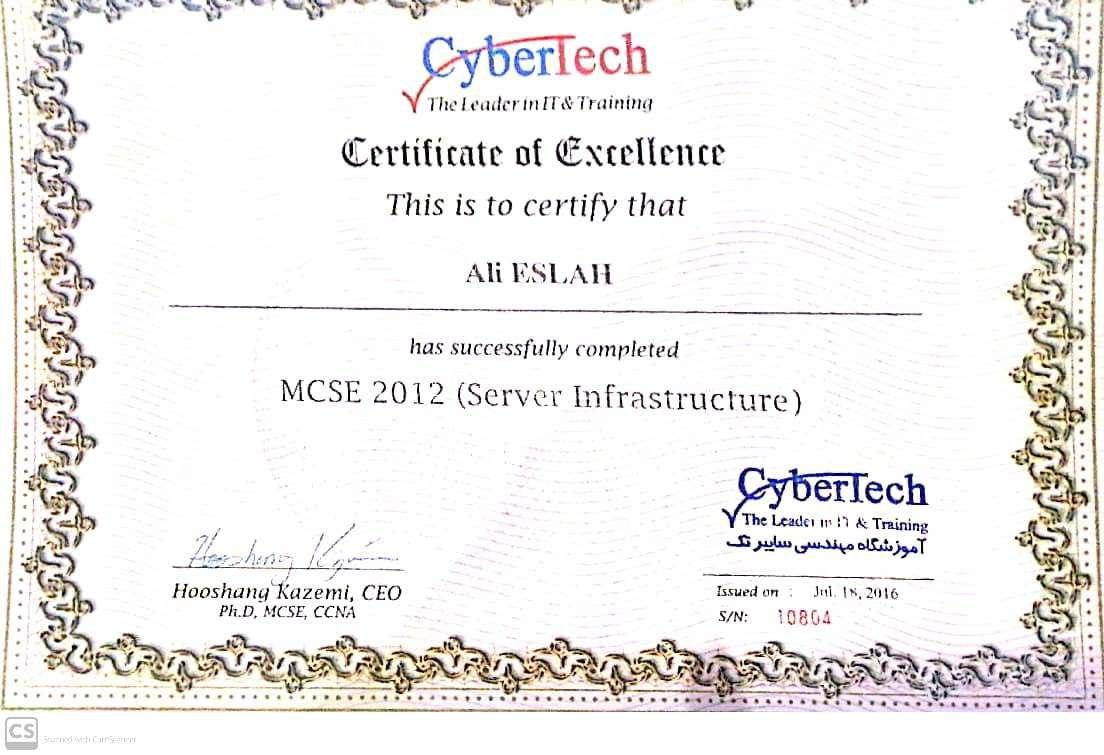 CyberTech
The Leader in IT & Training
Certificate of Excellence
This is to certify that
Ali ESLAH
has successfully completed
MCSE 2012 (Server Infrastructure)
CyberTech
The Leader in IT & Training
آموزشگاه مهندسی سایبر تک
Hooshang Kazemi
Hooshang Kazemi, CEO
Ph.D, MCSE, CCNA
Issued on : Jul. 18, 2016
S/N: 10864
CS Scanned with CamScanner